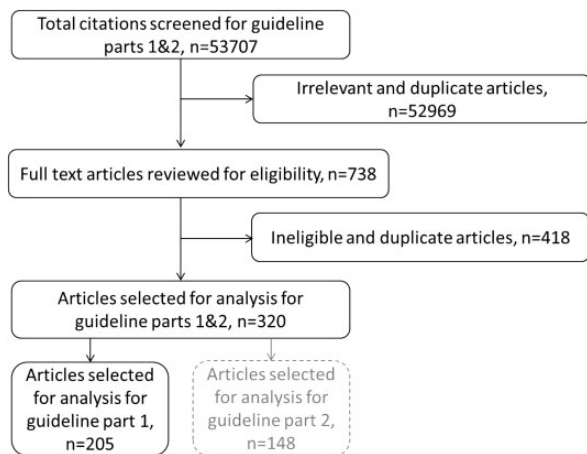 Total citations screened for guideline
parts 1&2, n=53707
Irrelevant and duplicate articles,
n=52969
Full text articles reviewed for eligibility, n=738
Ineligible and duplicate articles, n=418
Articles selected for analysis for
guideline parts 1&2, n=320
Articles selected
for analysis for
guideline part 1,
n=205
Articles selected
for analysis for
guideline part 2,
n=148